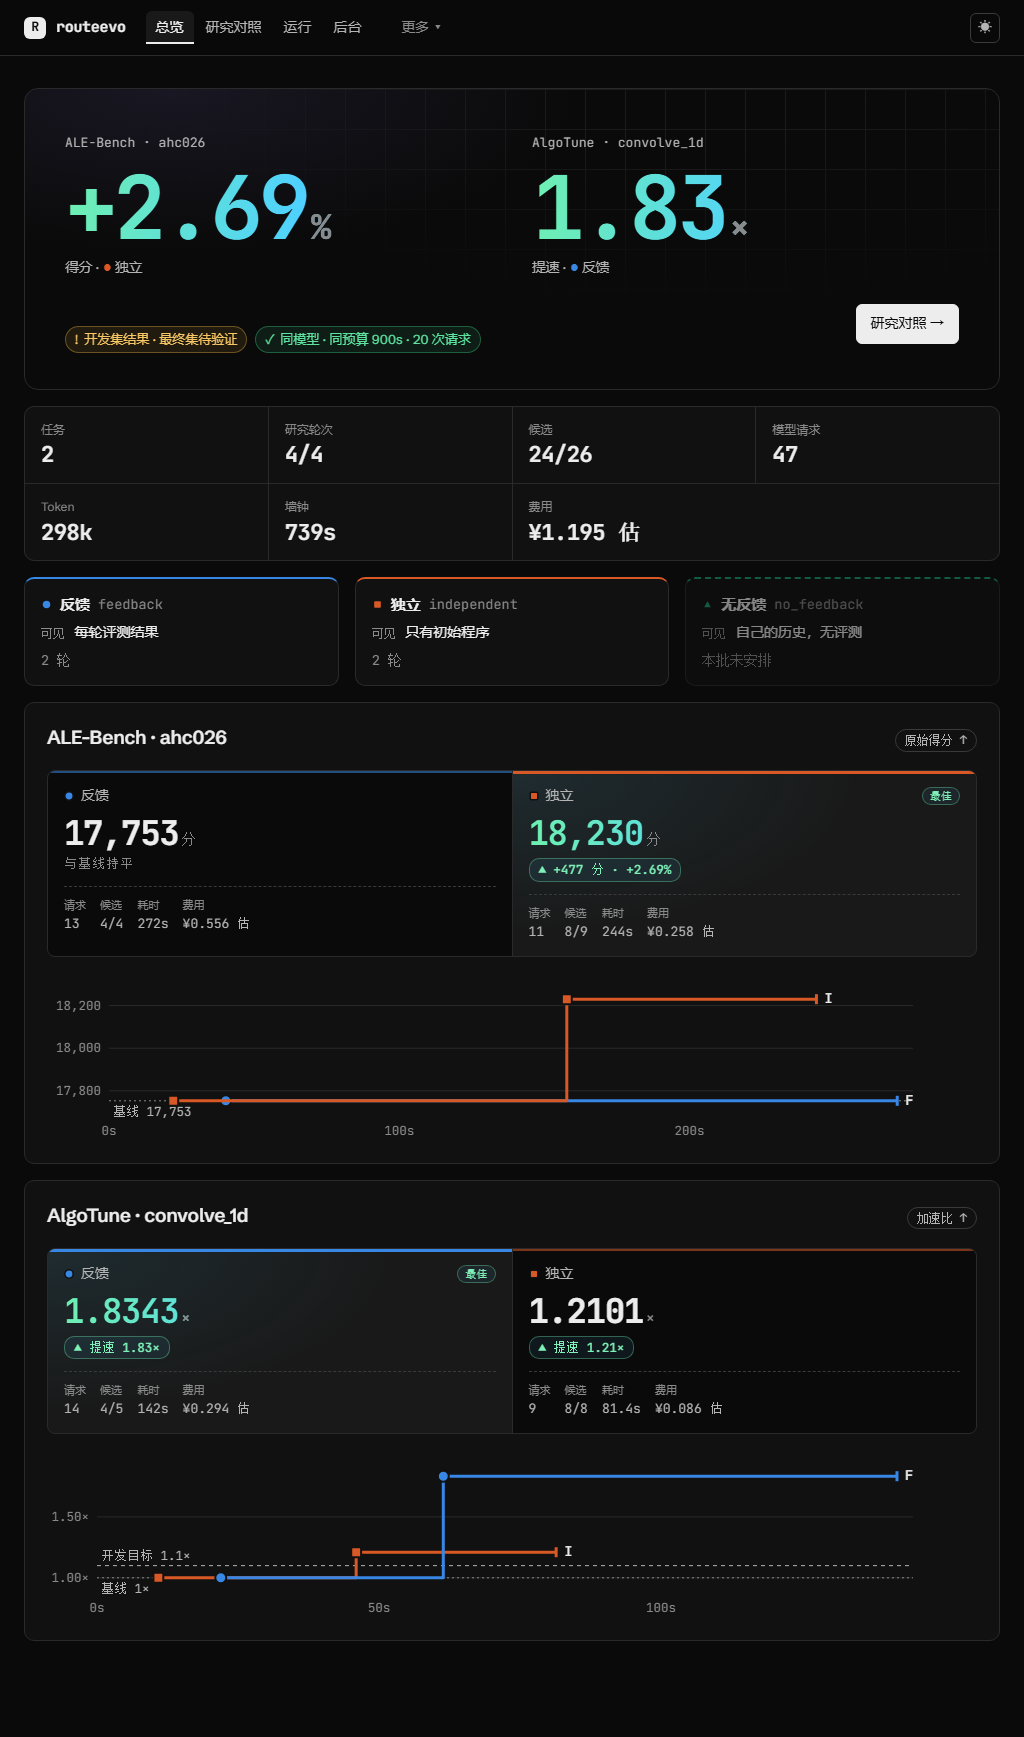 R routeevo 总览 研究对照 运行 后台 更多 ▾
ALE-Bench · ahc026
+2.69%
得分 · 独立
AlgoTune · convolve_1d
1.83×
提速 · 反馈
! 开发集结果 · 最终集待验证
✓ 同模型 · 同预算 900s · 20 次请求
研究对照 →
任务
2
研究轮次
4/4
候选
24/26
模型请求
47
Token
298k
墙钟
739s
费用
¥1.195 估
反馈 feedback
可见 每轮评测结果
2 轮
独立 independent
可见 只有初始程序
2 轮
无反馈 no_feedback
可见 自己的历史，无评测
本批未安排
ALE-Bench · ahc026
原始得分 ↑
反馈
17,753分
与基线持平
请求 候选 耗时 费用
13 4/4 272s ¥0.556 估
独立
最佳
18,230分
▲ +477 分 · +2.69%
请求 候选 耗时 费用
11 8/9 244s ¥0.258 估
18,200
18,000
17,800
基线 17,753
I
F
0s 100s 200s
AlgoTune · convolve_1d
加速比 ↑
反馈
最佳
1.8343×
▲ 提速 1.83×
请求 候选 耗时 费用
14 4/5 142s ¥0.294 估
独立
1.2101×
▲ 提速 1.21×
请求 候选 耗时 费用
9 8/8 81.4s ¥0.086 估
F
1.50×
I
开发目标 1.1×
1.00×
基线 1×
0s 50s 100s